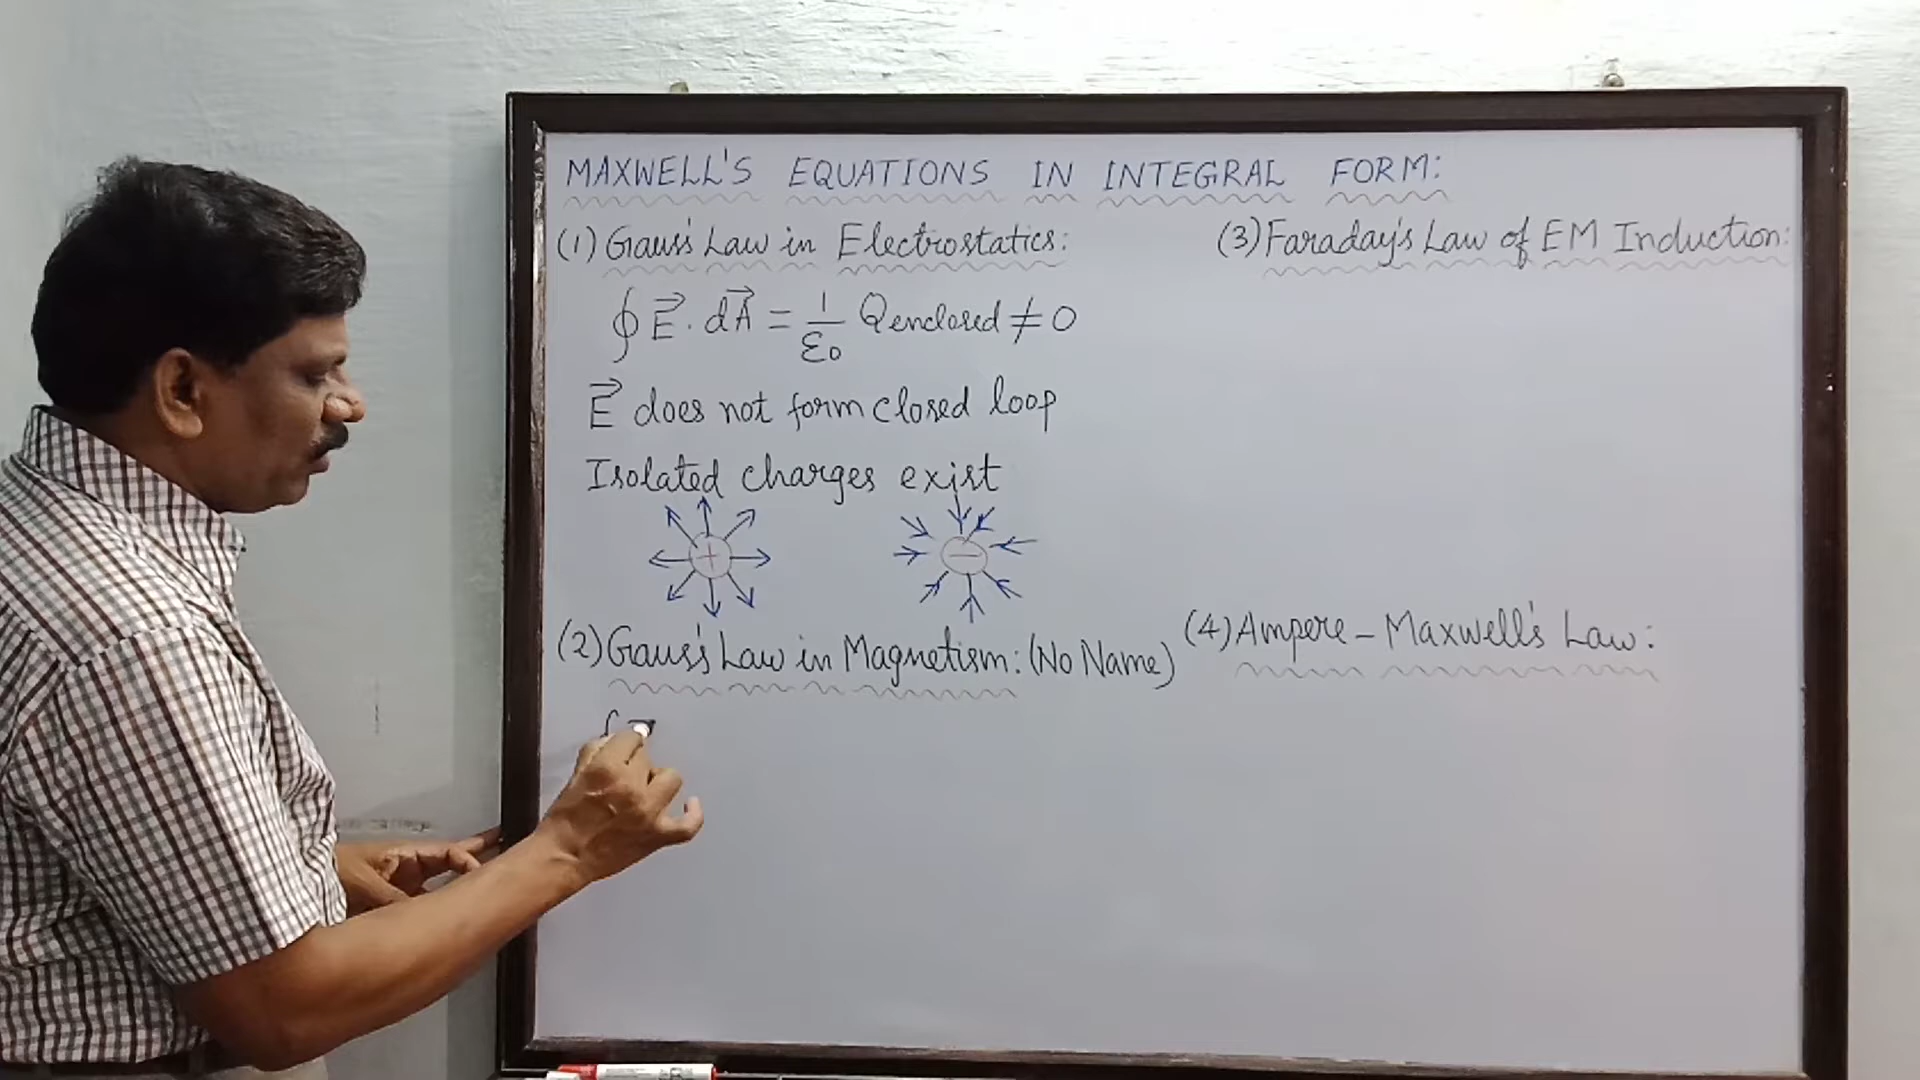 MAXWELL'S EQUATIONS IN INTEGRAL FORM:
(1) Gauss's Law in Electrostatics:
∮ E⃗ . dA⃗ = 1/ε₀ Qenclosed ≠ 0
E⃗ does not form closed loop
Isolated charges exist
+ −
(2) Gauss's Law in Magnetism: (No Name)
(3) Faraday's Law of EM Induction:
(4) Ampere - Maxwell's Law: